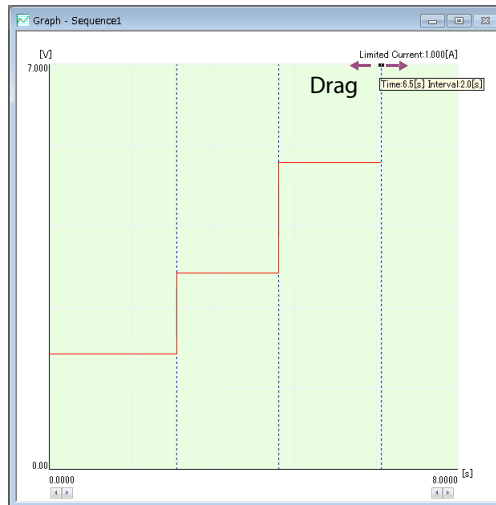 Graph - Sequence1
[V]
Limited Current:1.000[A]
7.000
Drag
Time:6.5[s] Interval:2.0[s]
0.00
0.0000
8.0000
[s]